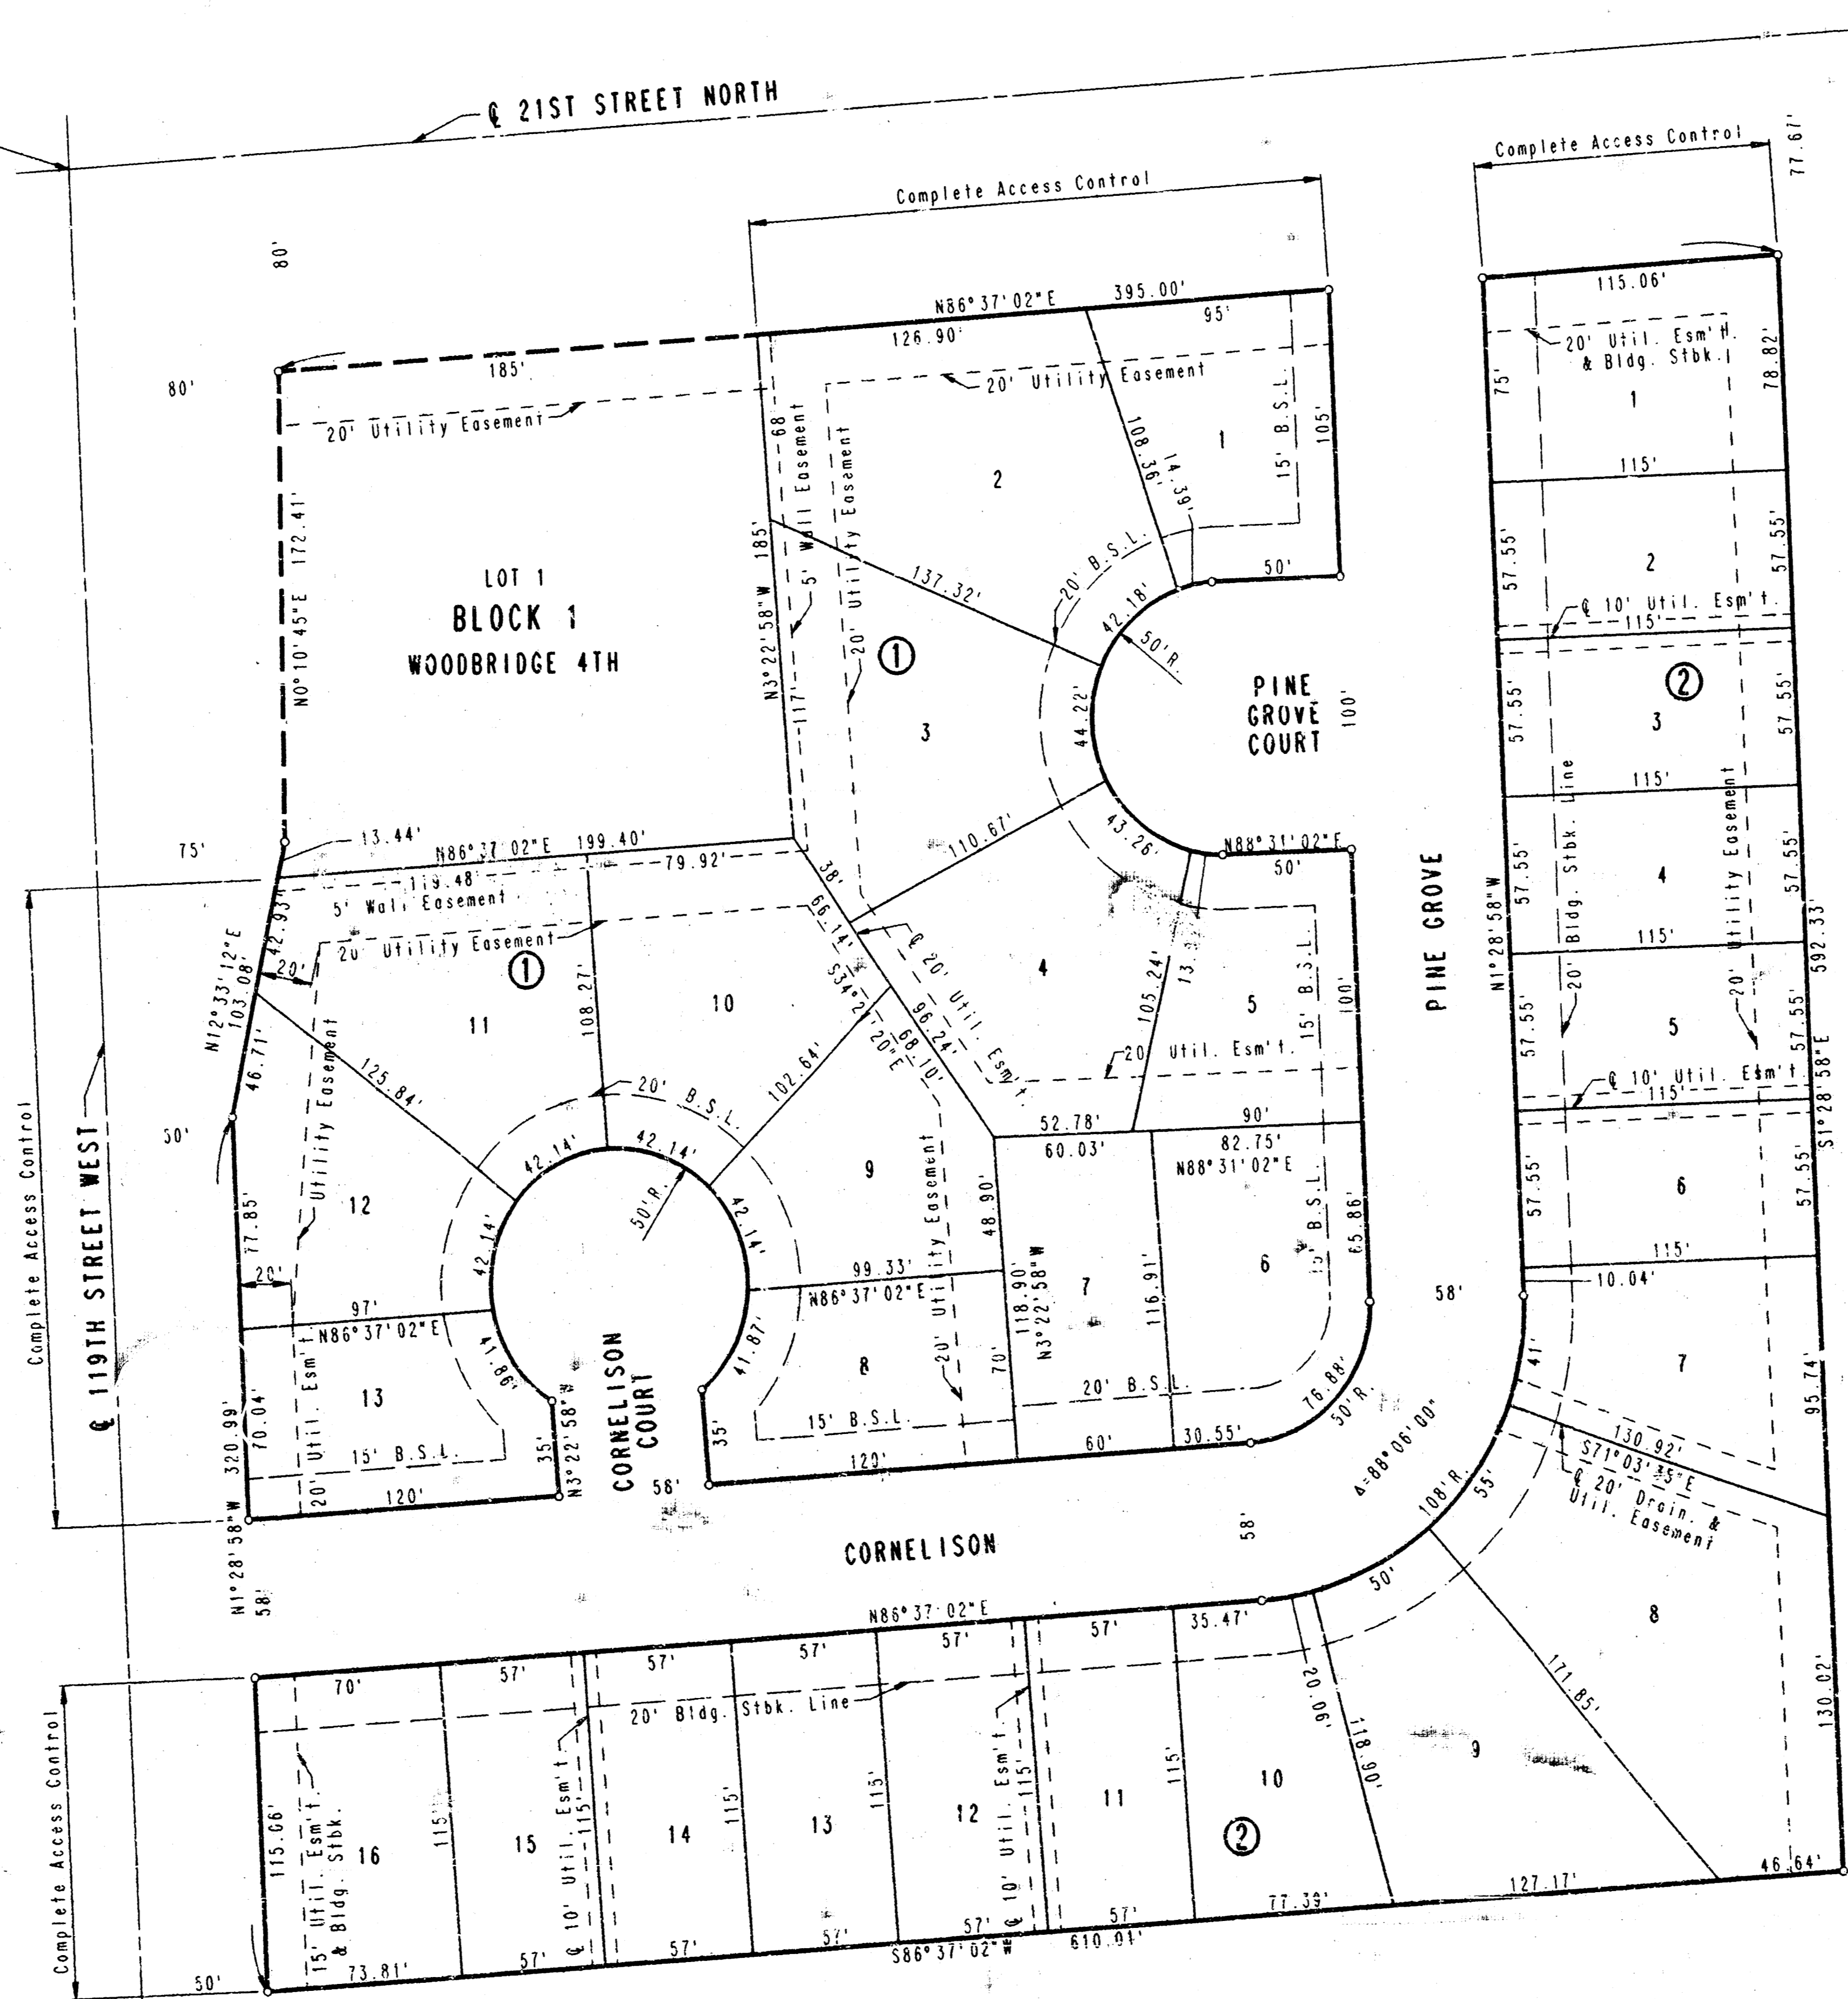 ℄ 21ST STREET NORTH
Complete Access Control
Complete Access Control
77.67'
80'
80'
N86°37'02"E 395.00'
126.90'
95'
185'
20' Utility Easement
20' Utility Easement
115.06'
20' Util. Esm't.
& Bldg. Stbk.
1
75'
78.82'
115'
68'
5' Wall Easement
20' Utility Easement
2
108.36'
14.39'
1
15' B.S.L.
105'
N0°10'45"E 172.41'
LOT 1
BLOCK 1
WOODBRIDGE 4TH
N3°22'58"W 185'
117'
137.32'
20' B.S.L.
42.18'
50'R.
50'
1
3
44.22'
PINE
GROVE
COURT
100'
2
57.55'
57.55'
℄ 10' Util. Esm't.
115'
2
57.55'
3
57.55'
115'
43.26'
110.67'
N88°31'02"E
50'
PINE GROVE
N1°28'58"W
57.55'
4
57.55'
20' Bldg. Stbk. Line
20' Utility Easement
115'
592.33'
S1°28'58"E
75'
13.44'
N86°37'02"E 199.40'
79.92'
119.48'
5' Wall Easement
20' Utility Easement
42.93'
20'
N12°33'12"E
103.08'
46.71'
1
11
108.27'
10
38'
66.14'
℄ 20' Util. Esm't.
96.24'
68.10'
4
105.24'
5
15' B.S.L.
100'
20' Util. Esm't.
57.55'
5
57.55'
℄ 10' Util. Esm't.
115'
Complete Access Control
℄ 119TH STREET WEST
50'
125.84'
20' B.S.L.
102.64'
52.78'
90'
60.03'
82.75'
N88°31'02"E
77.85'
12
20' Utility Easement
42.14'
42.14'
42.14'
42.14'
50'R.
9
20' Utility Easement
48.90'
118.90'
N3°22'58"W
7
116.91'
6
15' B.S.L.
65.86'
57.55'
6
57.55'
115'
10.04'
20'
97'
N86°37'02"E
99.33'
N86°37'02"E
58'
41.86'
41.87'
13
CORNELISON
COURT
8
70'
20' B.S.L.
76.88'
50'R.
41'
7
95.74'
320.99'
70.04'
20' Util. Esm't.
15' B.S.L.
35'
N3°22'58"W
35'
15' B.S.L.
120'
58'
120'
60'
30.55'
Δ=88°06'00"
108'R.
55'
130.92'
S71°03'35"E
℄ 20' Drain. &
Util. Easement
N1°28'58"W
58'
CORNELISON
58'
50'
8
N86°37'02"E
35.47'
70'
57'
57'
57'
57'
57'
20' Bldg. Stbk. Line
20.06'
118.90'
171.85'
130.02'
Complete Access Control
115.06'
15' Util. Esm't.
& Bldg. Stbk.
16
115'
15
℄ 10' Util. Esm't.
115'
14
115'
13
115'
12
℄ 10' Util. Esm't.
115'
11
115'
10
9
2
50'
73.81'
57'
57'
57'
57'
57'
77.39'
127.17'
46.64'
S86°37'02"W 610.01'